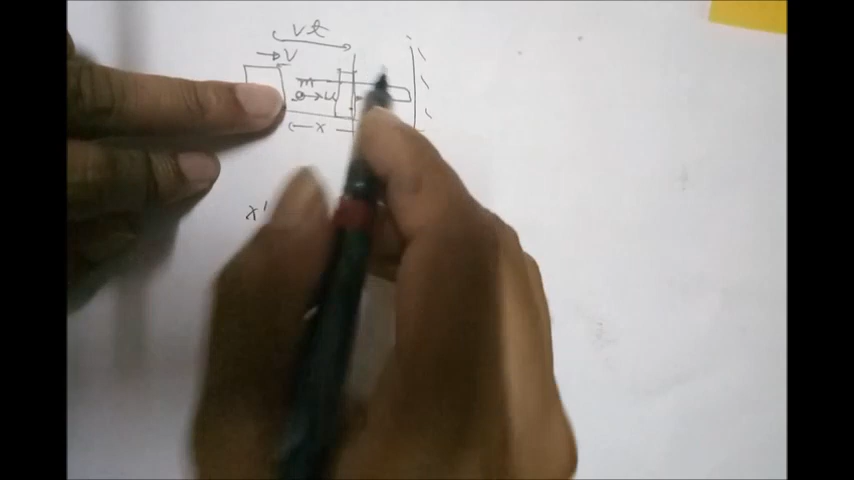 vt
→ v
m
→ u
← x
x'